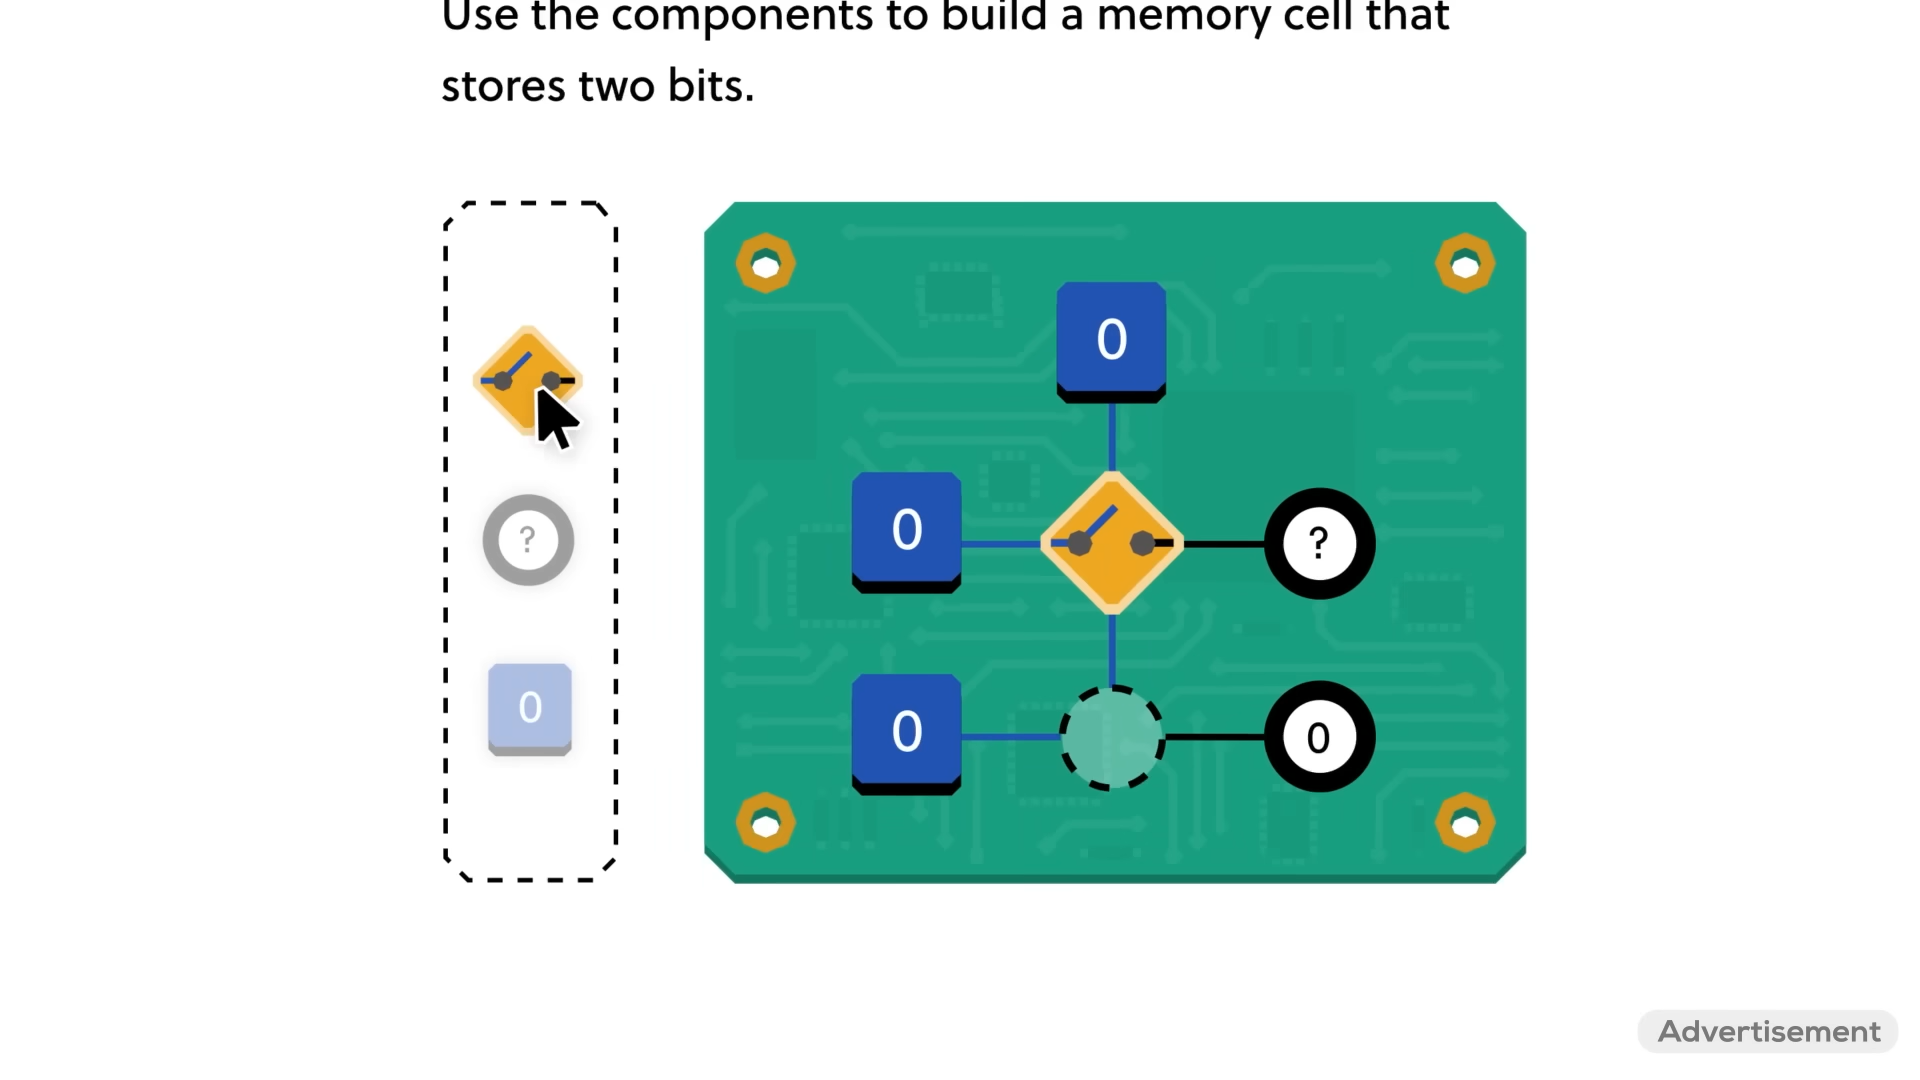 Use the components to build a memory cell that
stores two bits.
0
0
?
?
0
0
0
Advertisement